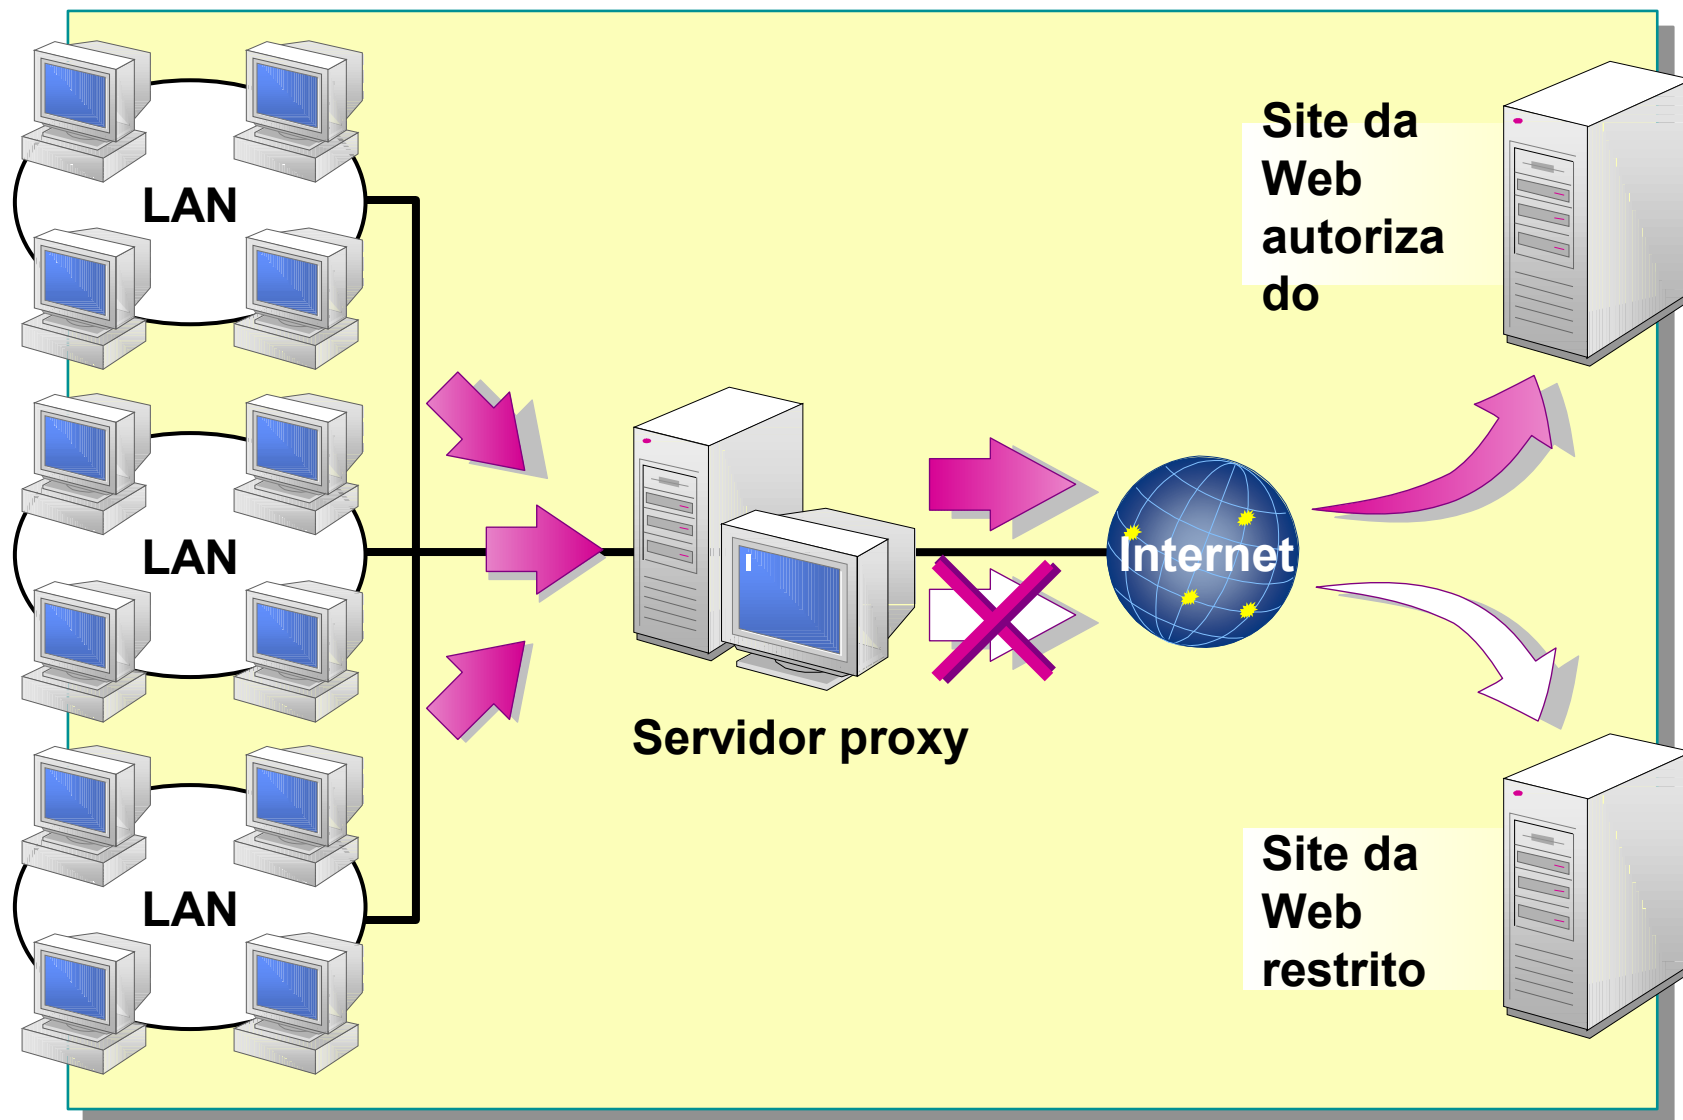 LAN
LAN
LAN
Servidor proxy
Internet
Site da
Web
autoriza
do
Site da
Web
restrito